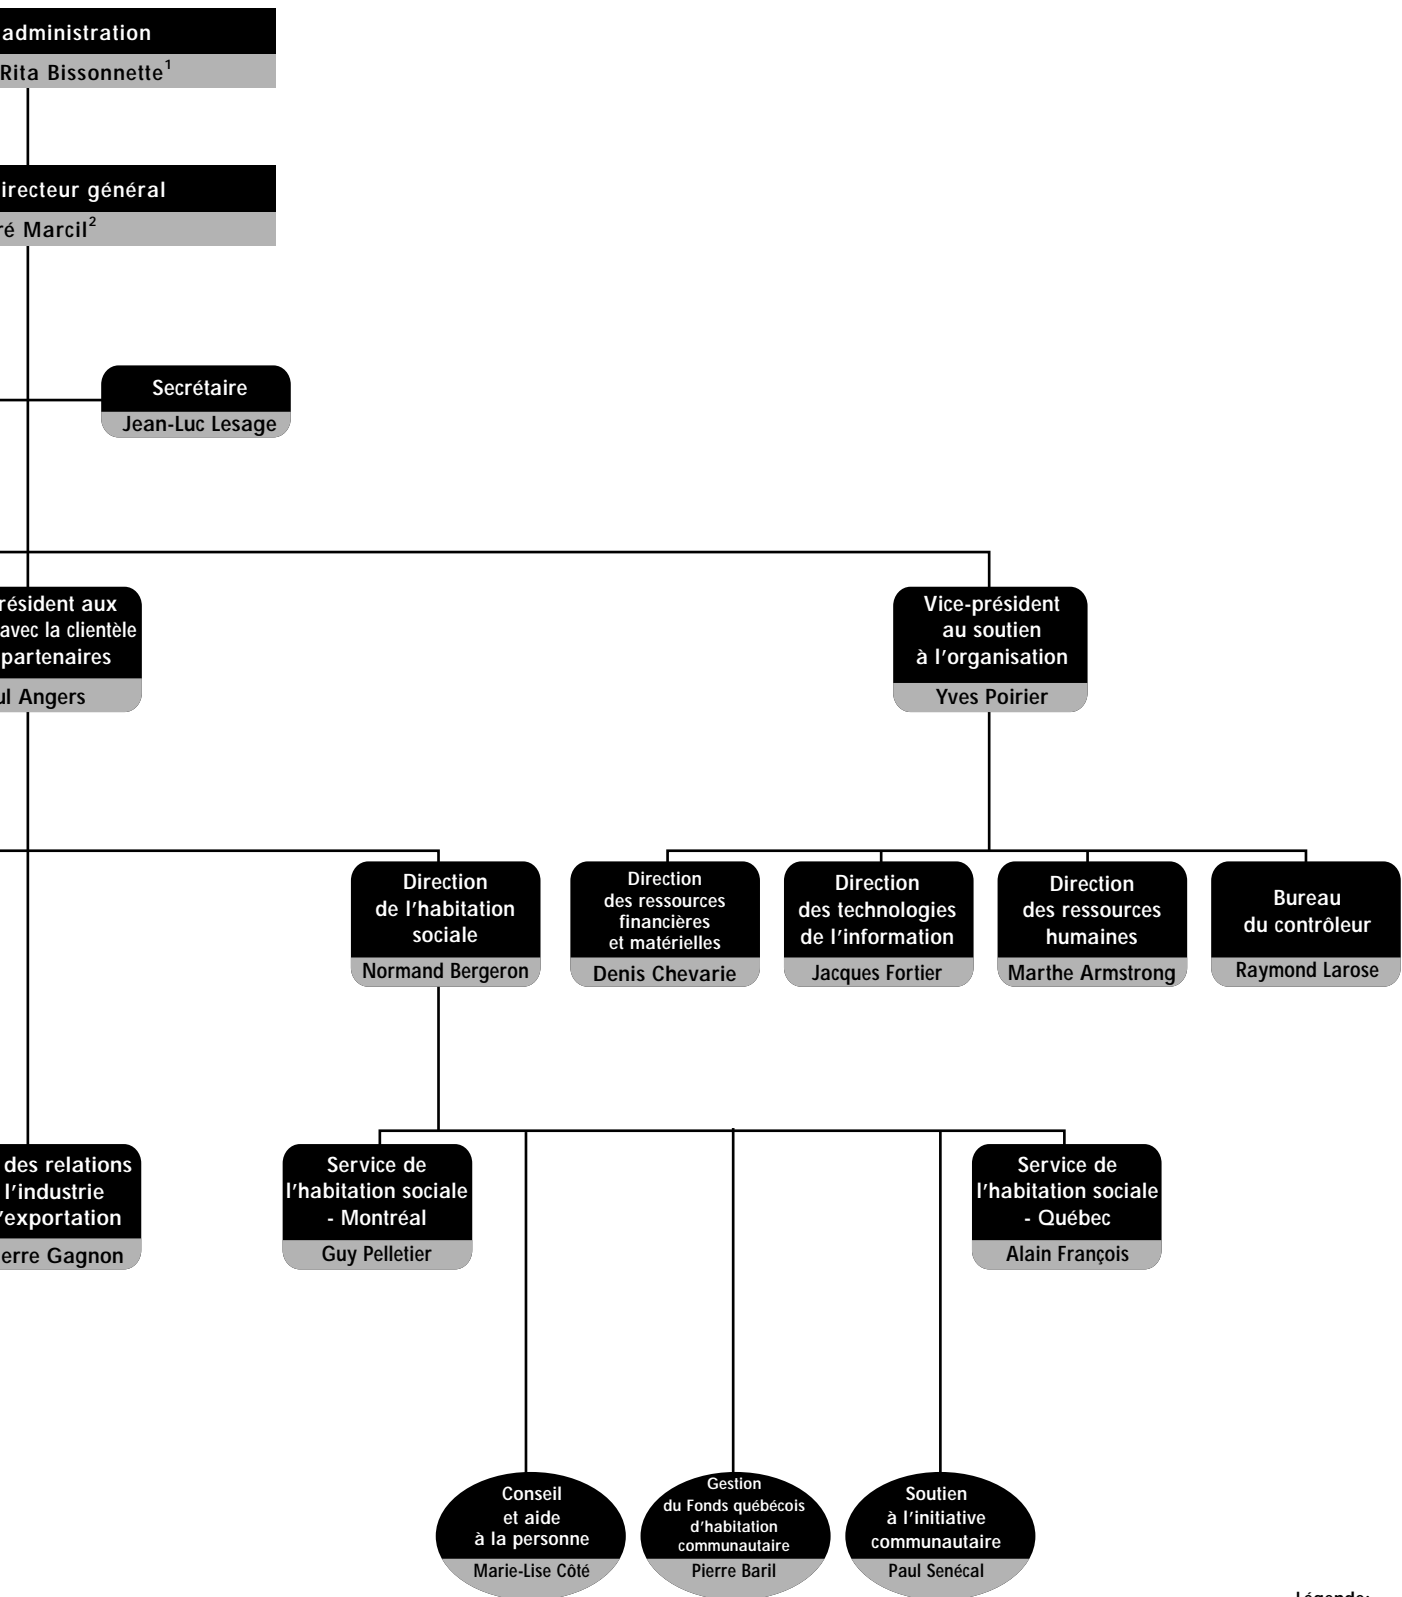 administration
Rita Bissonnette1
irecteur général
ré Marcil2
Secrétaire
Jean-Luc Lesage
résident aux
avec la clientèle
partenaires
ul Angers
Vice-président
au soutien
à l'organisation
Yves Poirier
Direction
de l'habitation
sociale
Normand Bergeron
Direction
des ressources
financières
et matérielles
Denis Chevarie
Direction
des technologies
de l'information
Jacques Fortier
Direction
des ressources
humaines
Marthe Armstrong
Bureau
du contrôleur
Raymond Larose
des relations
l'industrie
'exportation
erre Gagnon
Service de
l'habitation sociale
- Montréal
Guy Pelletier
Service de
l'habitation sociale
- Québec
Alain François
Conseil
et aide
à la personne
Marie-Lise Côté
Gestion
du Fonds québécois
d'habitation
communautaire
Pierre Baril
Soutien
à l'initiative
communautaire
Paul Senécal
Légende: